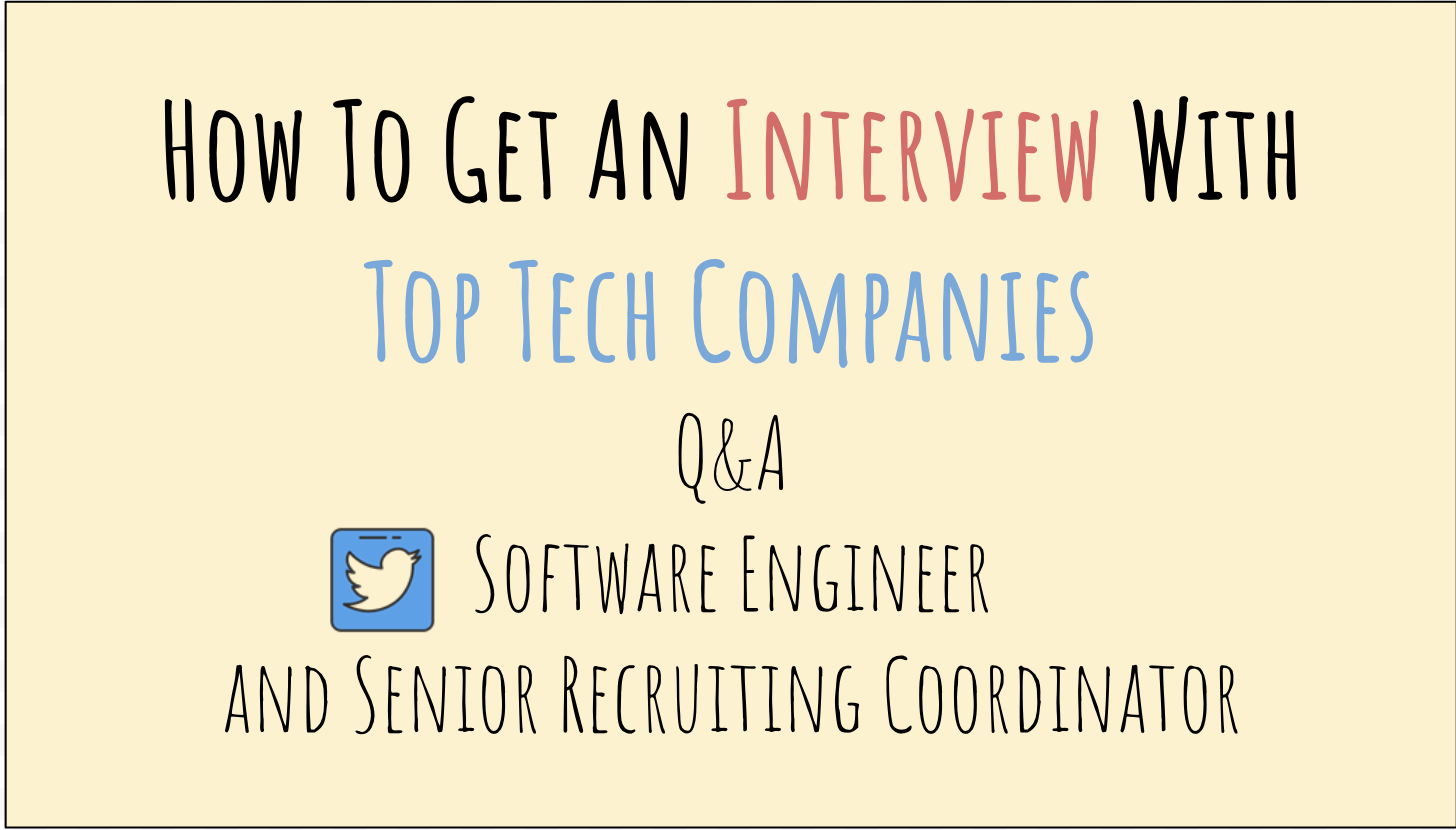 How To Get An Interview With
Top Tech Companies
Q&A
Software Engineer
and Senior Recruiting Coordinator